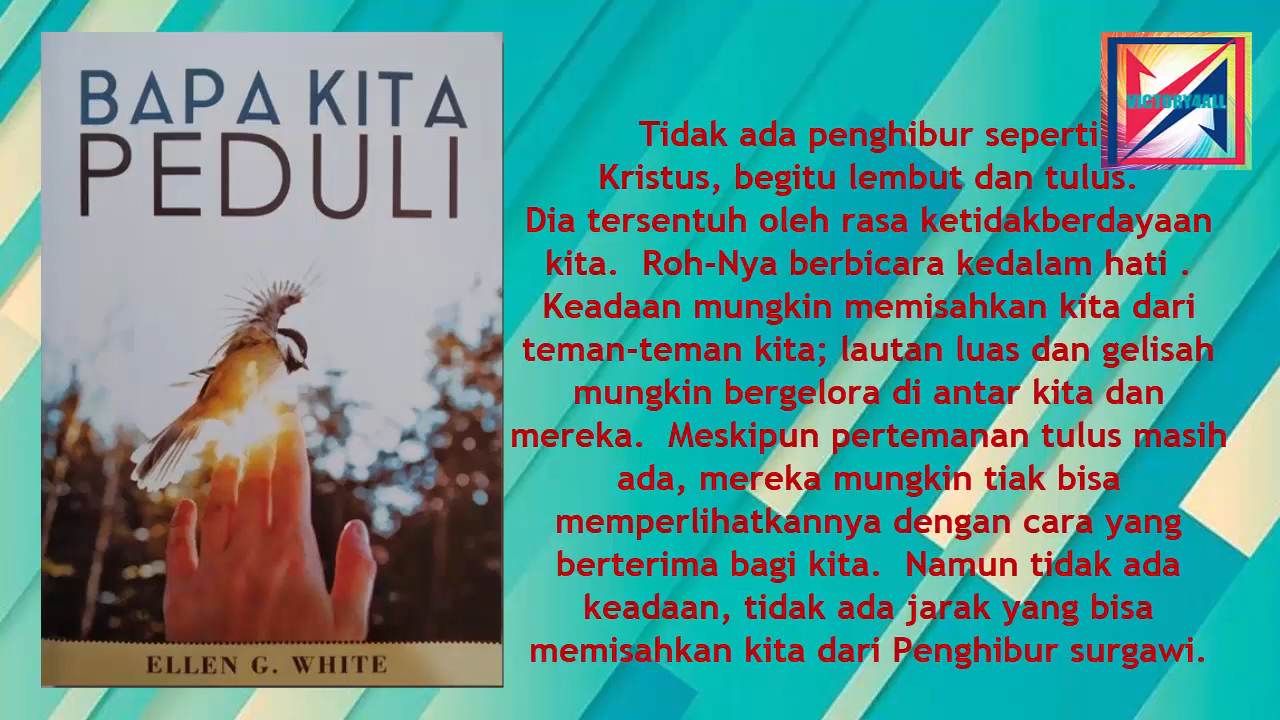 BAPA KITA
PEDULI
ELLEN G. WHITE
VICTORY4ALL
Tidak ada penghibur seperti
Kristus, begitu lembut dan tulus.
Dia tersentuh oleh rasa ketidakberdayaan
kita.  Roh-Nya berbicara kedalam hati .
Keadaan mungkin memisahkan kita dari
teman-teman kita; lautan luas dan gelisah
mungkin bergelora di antar kita dan
mereka.  Meskipun pertemanan tulus masih
ada, mereka mungkin tiak bisa
memperlihatkannya dengan cara yang
berterima bagi kita.  Namun tidak ada
keadaan, tidak ada jarak yang bisa
memisahkan kita dari Penghibur surgawi.